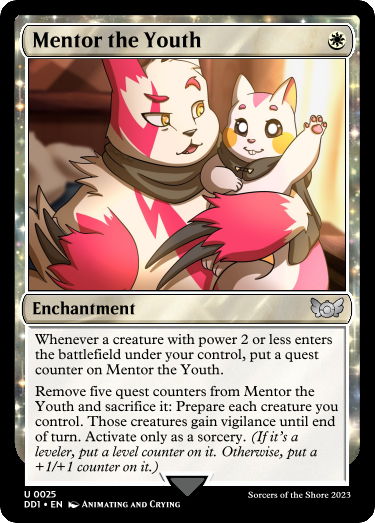 Mentor the Youth
Enchantment
Whenever a creature with power 2 or less enters
the battlefield under your control, put a quest
counter on Mentor the Youth.
Remove five quest counters from Mentor the
Youth and sacrifice it: Prepare each creature you
control. Those creatures gain vigilance until end
of turn. Activate only as a sorcery. (If it's a
leveler, put a level counter on it. Otherwise, put a
+1/+1 counter on it.)
U 0025
DD1 • EN Animating and Crying
Sorcers of the Shore 2023